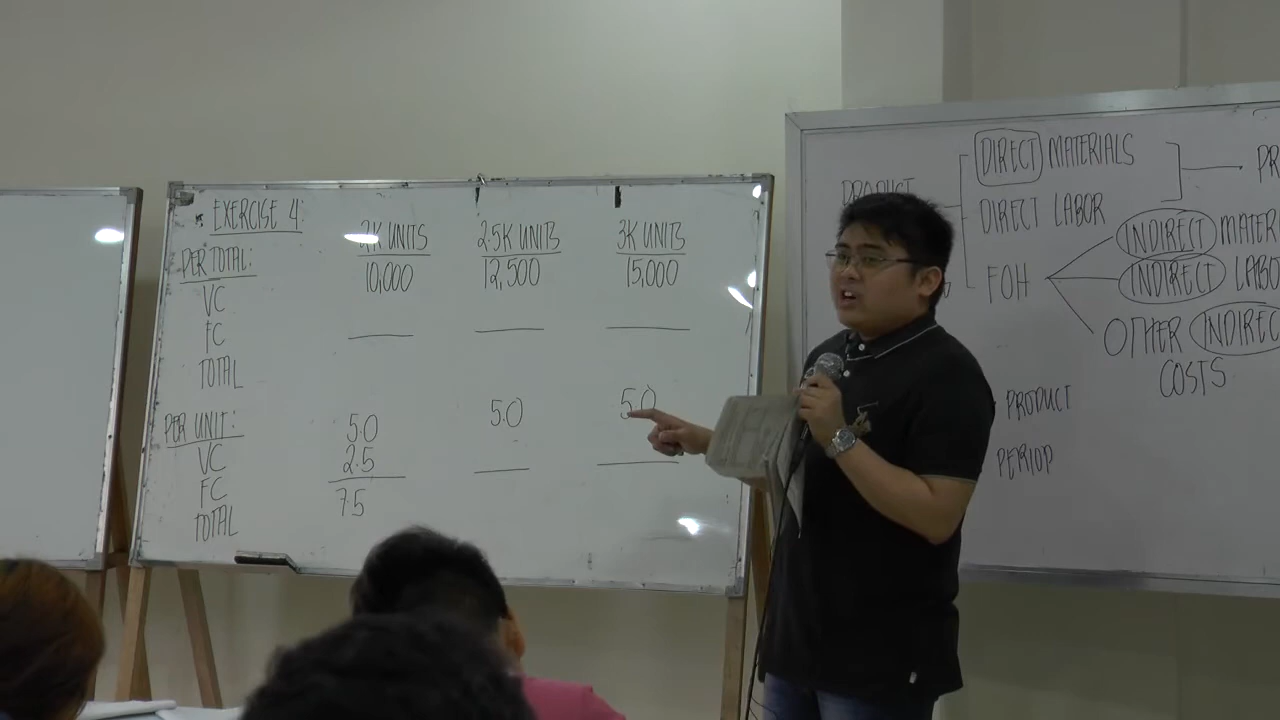 EXERCISE 4:
2K UNITS 2.5K UNITS 3K UNITS
PER TOTAL:
VC 10,000 12,500 15,000
FC
TOTAL
PER UNIT:
VC 5.0 5.0 5.0
FC 2.5
TOTAL 7.5
DIRECT MATERIALS
PRODUCT
DIRECT LABOR
INDIRECT
FOH INDIRECT
OTHER
COSTS
PRODUCT
PERIOD